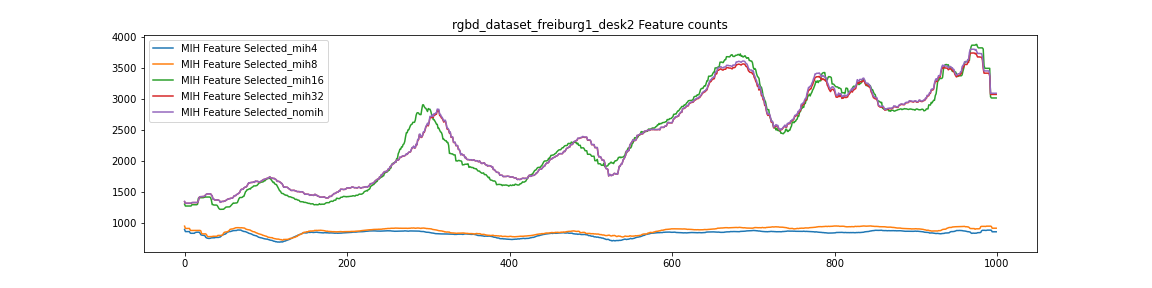 rgbd_dataset_freiburg1_desk2 Feature counts
4000
3500
3000
2500
2000
1500
1000
MIH Feature Selected_mih4
MIH Feature Selected_mih8
MIH Feature Selected_mih16
MIH Feature Selected_mih32
MIH Feature Selected_nomih
0 200 400 600 800 1000